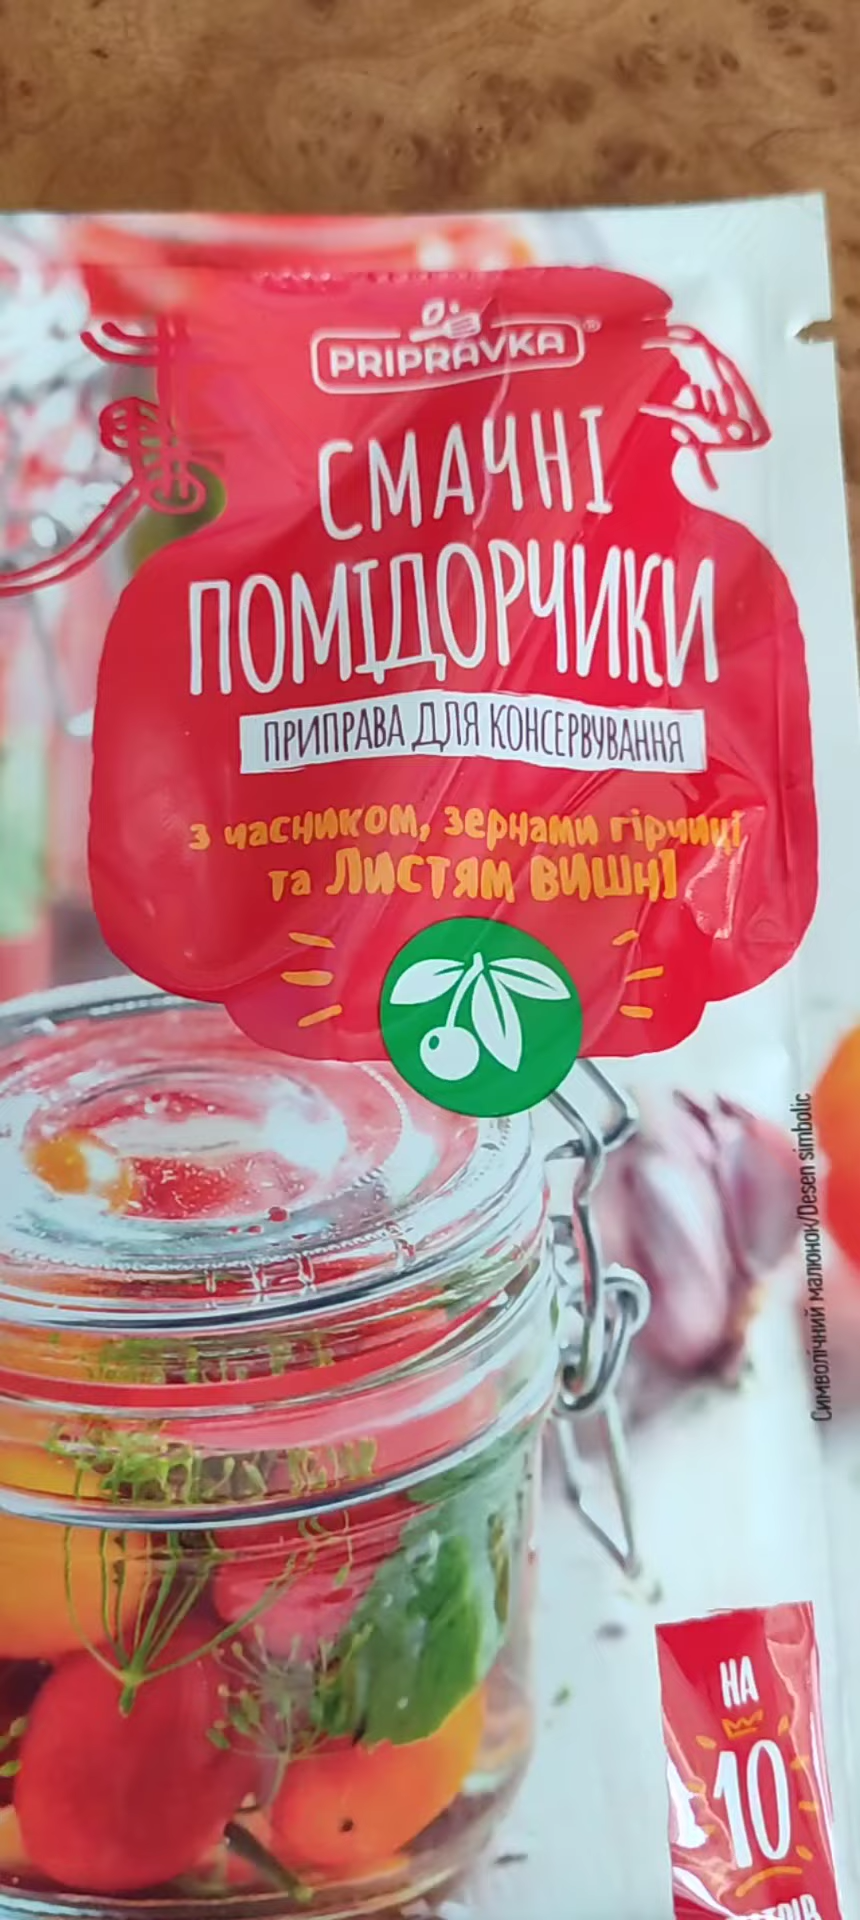 PRIPRAVKA®
СМАЧНІ
ПОМІДОРЧИКИ
ПРИПРАВА ДЛЯ КОНСЕРВУВАННЯ
з часником, зернами гірчиці
та ЛИСТЯМ ВИШНІ
Символічний малюнок/Desen simbolic
НА
10